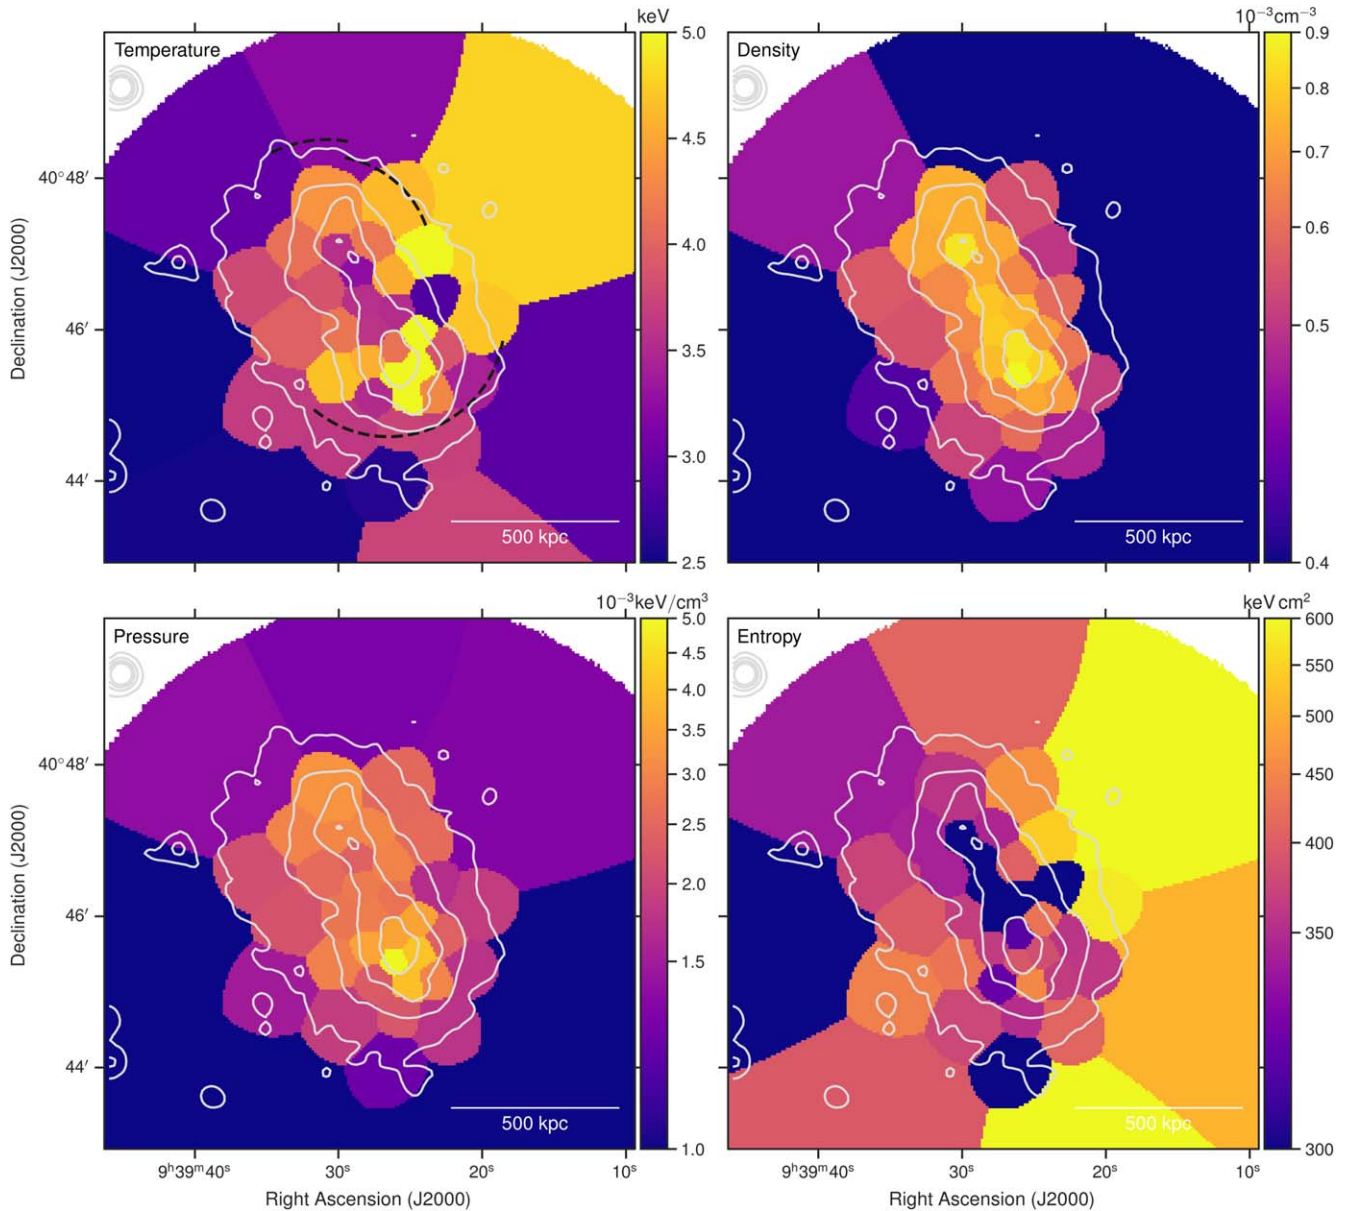 keV
10⁻³cm⁻³
Temperature
5.0
4.5
4.0
3.5
3.0
2.5
40°48′
46′
44′
Declination (J2000)
500 kpc
Density
0.9
0.8
0.7
0.6
0.5
0.4
500 kpc
10⁻³keV/cm³
keV cm²
Pressure
5.0
4.5
4.0
3.5
3.0
2.5
2.0
1.5
1.0
40°48′
46′
44′
Declination (J2000)
500 kpc
9ʰ39ᵐ40ˢ
30ˢ
20ˢ
10ˢ
Right Ascension (J2000)
Entropy
600
550
500
450
400
350
300
500 kpc
9ʰ39ᵐ40ˢ
30ˢ
20ˢ
10ˢ
Right Ascension (J2000)